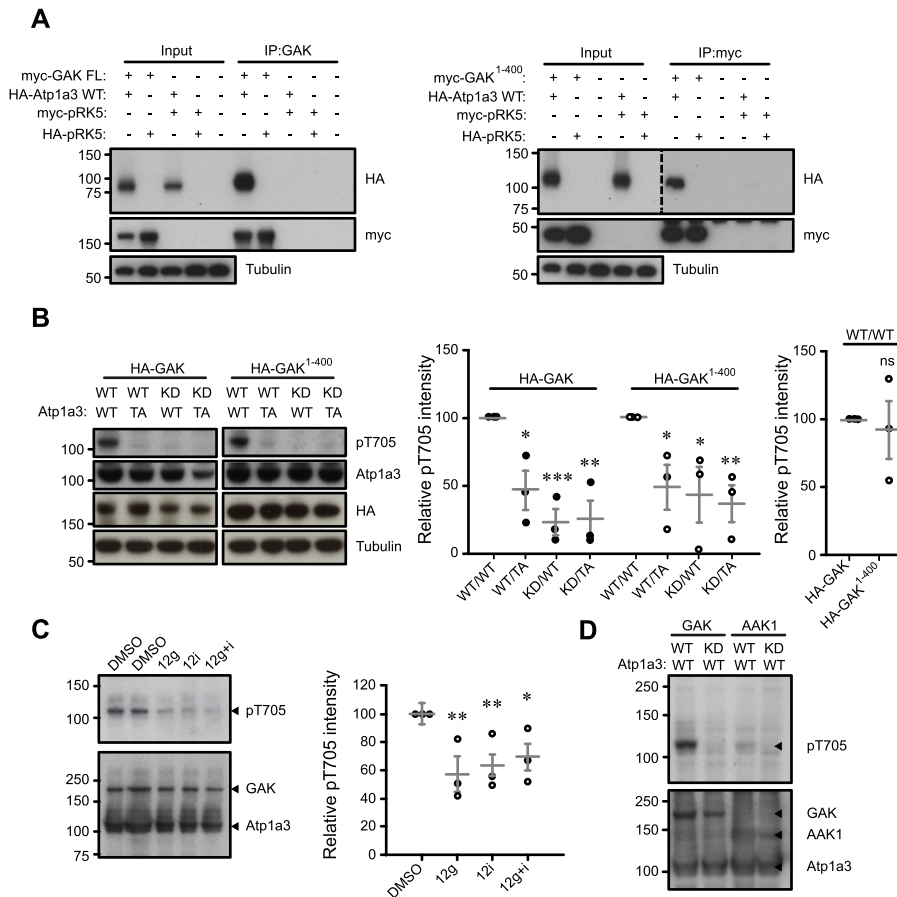 A
Input IP:GAK
myc-GAK FL: + + - - - + + - - -
HA-Atp1a3 WT: + - + - - + - + - -
myc-pRK5: - - + + - - - + + -
HA-pRK5: - + - + - - + - + -
150
100
75
HA
150
myc
50
Tubulin
Input IP:myc
myc-GAK1-400: + + - - - + + - - -
HA-Atp1a3 WT: + - - + - + - - + -
myc-pRK5: - - - + + - - - + +
HA-pRK5: - + - - + - + - - +
150
100
75
HA
50
myc
50
Tubulin
B
HA-GAK HA-GAK1-400
WT WT KD KD WT WT KD KD
Atp1a3: WT TA WT TA WT TA WT TA
100
pT705
100
Atp1a3
150
HA
50
Tubulin
Relative pT705 intensity
150
100
50
0
HA-GAK
HA-GAK1-400
* *** ** * * **
WT/WT WT/TA KD/WT KD/TA WT/WT WT/TA KD/WT KD/TA
Relative pT705 intensity
150
100
50
0
WT/WT
ns
HA-GAK HA-GAK1-400
C
DMSO DMSO 12g 12i 12g+i
150
100
pT705
250
150
100
75
GAK
Atp1a3
Relative pT705 intensity
120
100
80
60
40
20
0
** ** *
DMSO 12g 12i 12g+i
D
GAK AAK1
WT KD WT KD
Atp1a3: WT WT WT WT
250
150
100
pT705
250
150
100
GAK
AAK1
Atp1a3